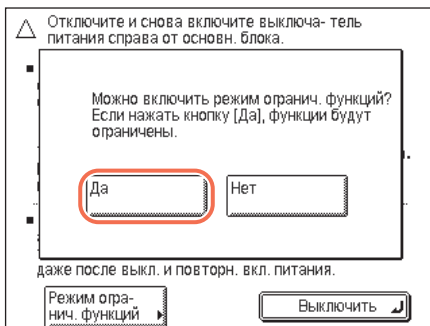 Отключите и снова включите выключа- тель
питания справа от основн. блока.
Можно включить режим огранич. функций?
Если нажать кнопку [Да], функции будут
ограничены.
Да
Нет
даже после выкл. и повторн. вкл. питания.
Режим огра-
нич. функций
Выключить